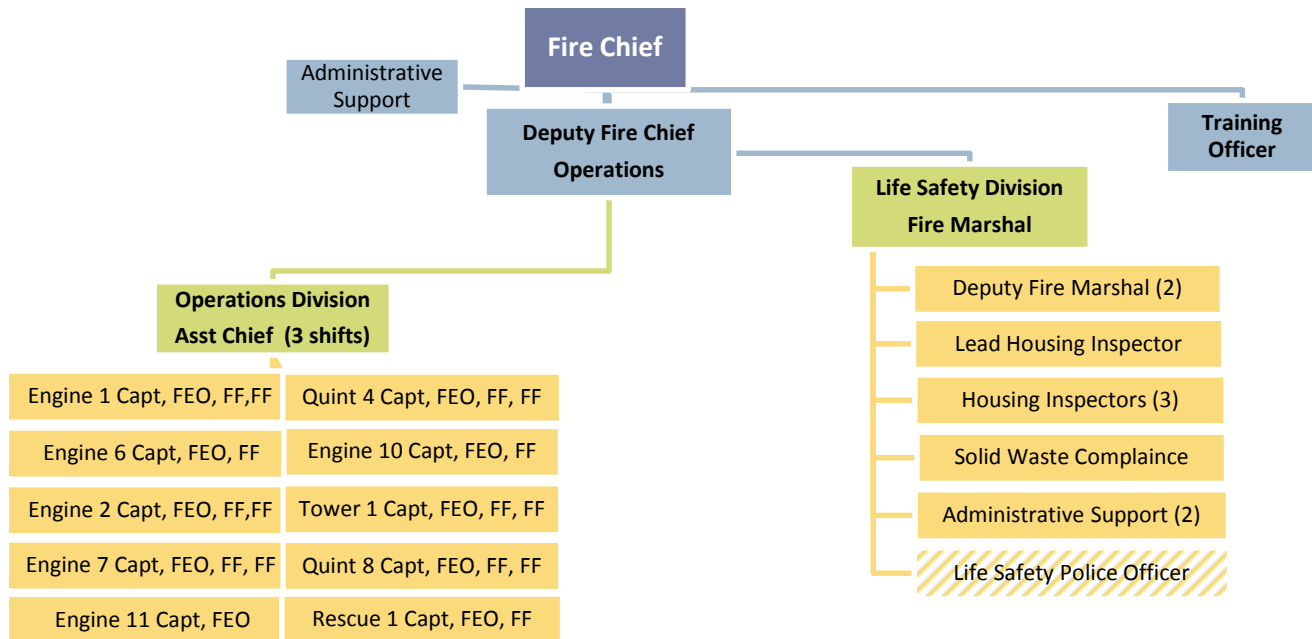 Fire Chief
Administrative
Support
Deputy Fire Chief
Operations
Training
Officer
Life Safety Division
Fire Marshal
Deputy Fire Marshal (2)
Lead Housing Inspector
Housing Inspectors (3)
Solid Waste Complaince
Administrative Support (2)
Life Safety Police Officer
Operations Division
Asst Chief (3 shifts)
Engine 1 Capt, FEO, FF,FF
Quint 4 Capt, FEO, FF, FF
Engine 6 Capt, FEO, FF
Engine 10 Capt, FEO, FF
Engine 2 Capt, FEO, FF,FF
Tower 1 Capt, FEO, FF, FF
Engine 7 Capt, FEO, FF, FF
Quint 8 Capt, FEO, FF, FF
Engine 11 Capt, FEO
Rescue 1 Capt, FEO, FF